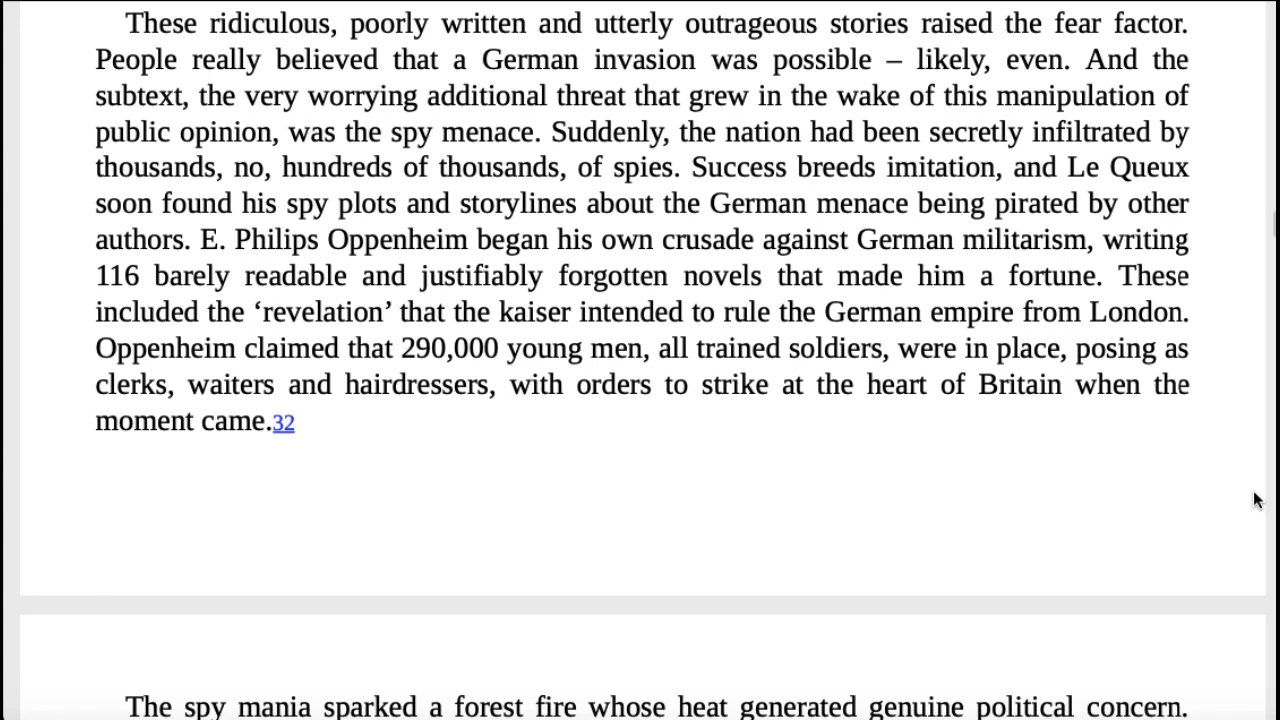 These ridiculous, poorly written and utterly outrageous stories raised the fear factor.
People really believed that a German invasion was possible – likely, even. And the
subtext, the very worrying additional threat that grew in the wake of this manipulation of
public opinion, was the spy menace. Suddenly, the nation had been secretly infiltrated by
thousands, no, hundreds of thousands, of spies. Success breeds imitation, and Le Queux
soon found his spy plots and storylines about the German menace being pirated by other
authors. E. Philips Oppenheim began his own crusade against German militarism, writing
116 barely readable and justifiably forgotten novels that made him a fortune. These
included the ‘revelation’ that the kaiser intended to rule the German empire from London.
Oppenheim claimed that 290,000 young men, all trained soldiers, were in place, posing as
clerks, waiters and hairdressers, with orders to strike at the heart of Britain when the
moment came.32
The spy mania sparked a forest fire whose heat generated genuine political concern.